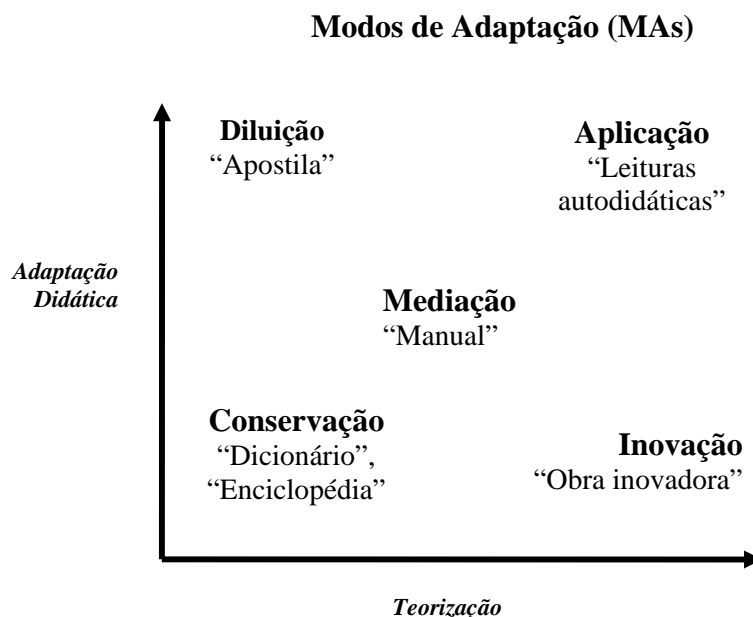 Modos de Adaptação (MAs)
Diluição
“Apostila”
Aplicação
“Leituras
autodidáticas”
Adaptação
Didática
Mediação
“Manual”
Conservação
“Dicionário”,
“Enciclopédia”
Inovação
“Obra inovadora”
Teorização